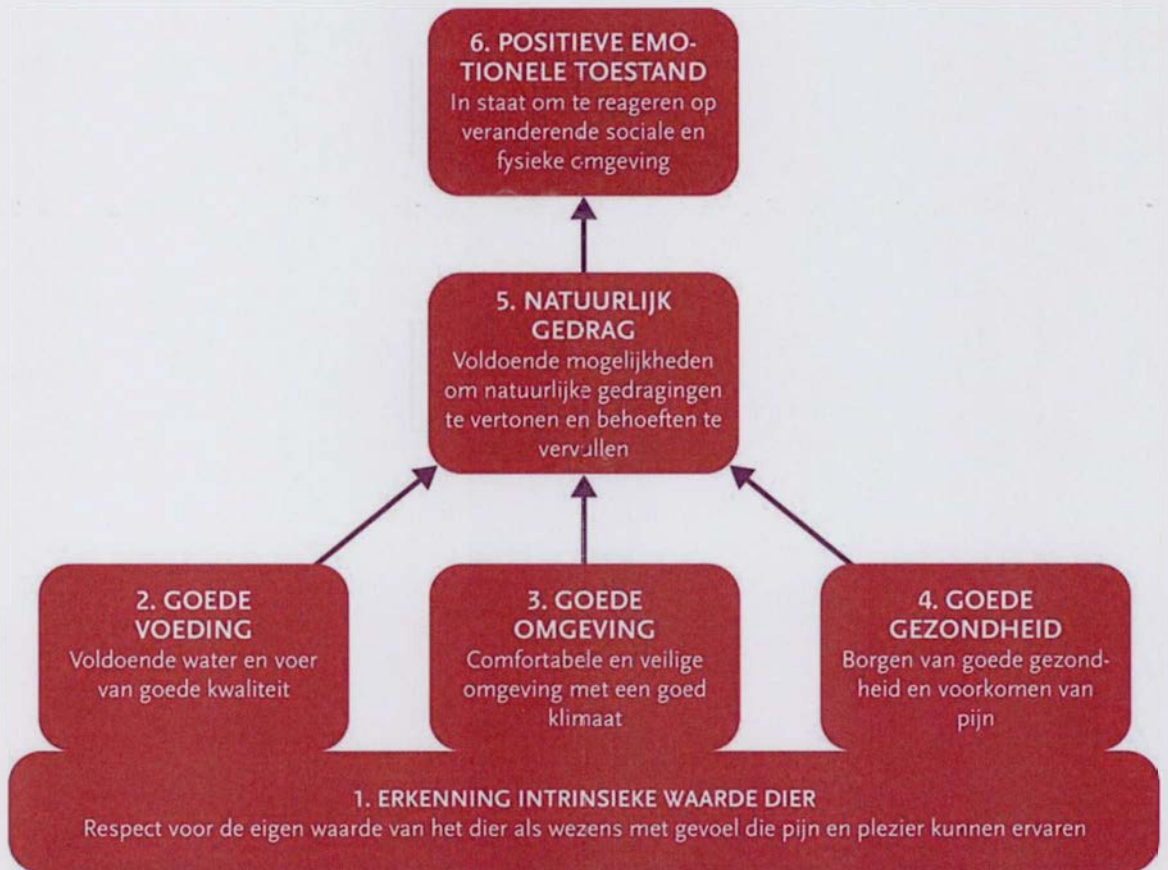 6. POSITIEVE EMO-
TIONELE TOESTAND
In staat om te reageren op
veranderende sociale en
fysieke omgeving
5. NATUURLIJK
GEDRAG
Voldoende mogelijkheden
om natuurlijke gedragingen
te vertonen en behoeften te
vervullen
2. GOEDE
VOEDING
Voldoende water en voer
van goede kwaliteit
3. GOEDE
OMGEVING
Comfortabele en veilige
omgeving met een goed
klimaat
4. GOEDE
GEZONDHEID
Borgen van goede gezond-
heid en voorkomen van
pijn
1. ERKENNING INTRINSIEKE WAARDE DIER
Respect voor de eigen waarde van het dier als wezens met gevoel die pijn en plezier kunnen ervaren